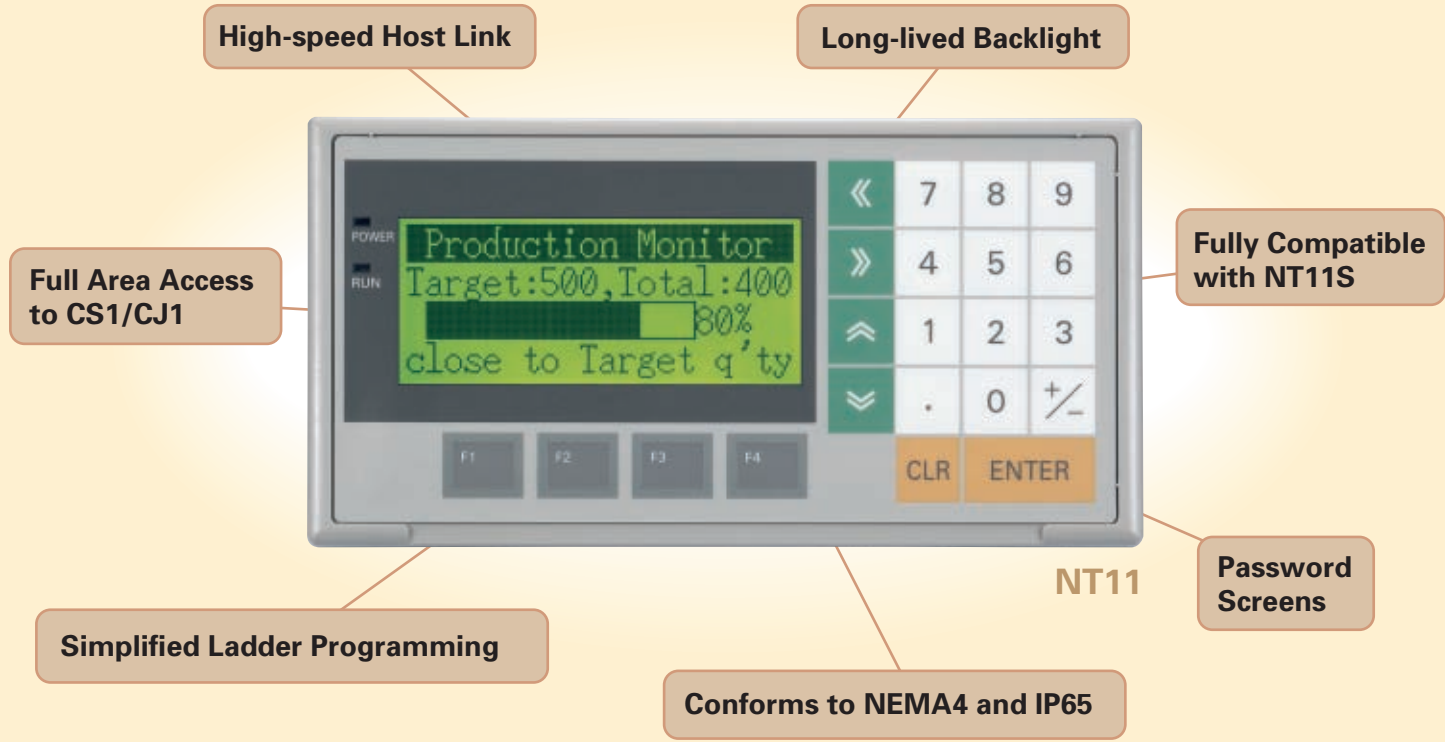 High-speed Host Link
Long-lived Backlight
Full Area Access
to CS1/CJ1
Fully Compatible
with NT11S
POWER
RUN
Production Monitor
Target:500,Total:400
80%
close to Target q'ty
7 8 9
4 5 6
1 2 3
. 0 +/-
CLR ENTER
F1 F2 F3 F4
NT11
Password
Screens
Simplified Ladder Programming
Conforms to NEMA4 and IP65